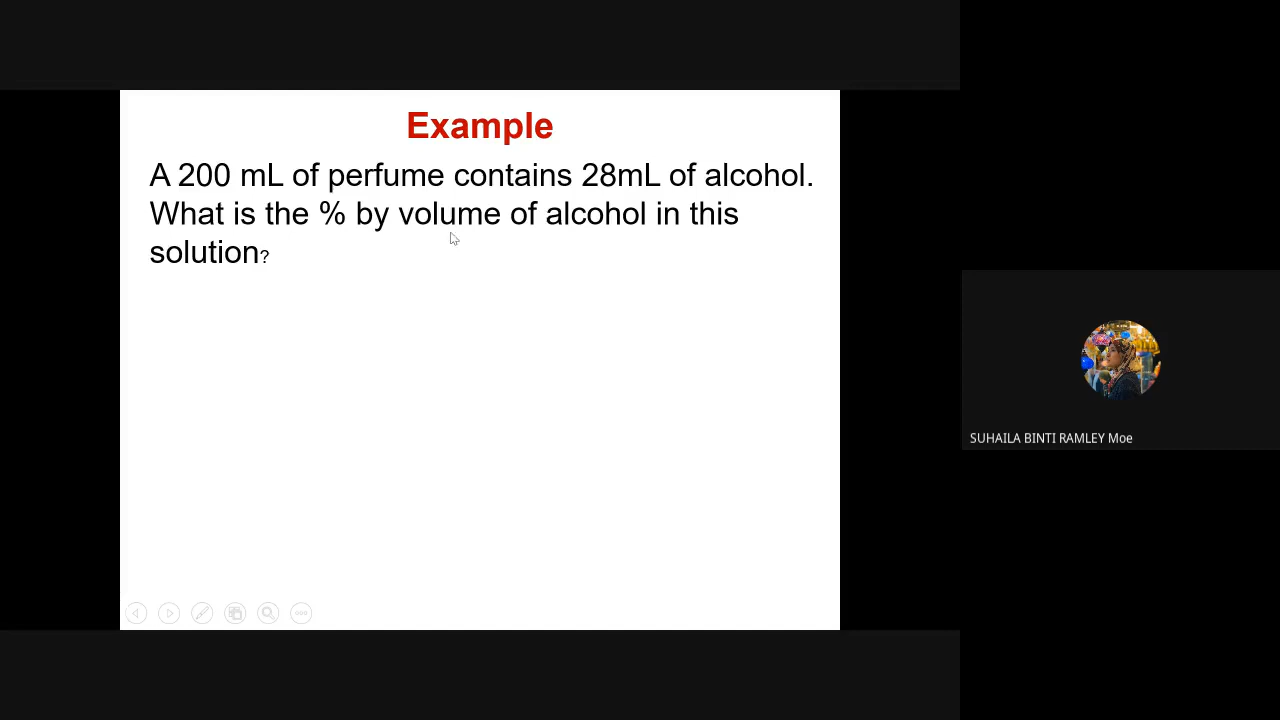 Example
A 200 mL of perfume contains 28mL of alcohol.
What is the % by volume of alcohol in this
solution?
SUHAILA BINTI RAMLEY Moe